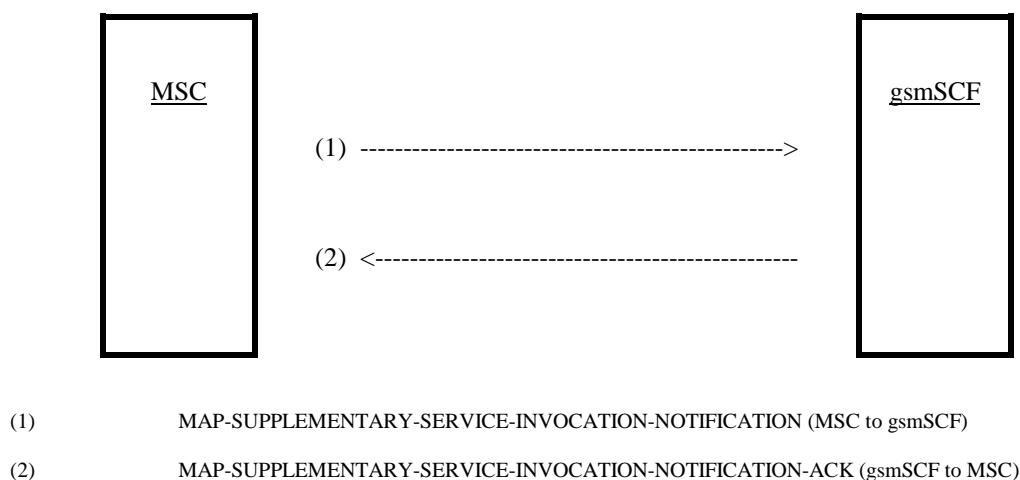 MSC
gsmSCF
(1) ------------------------------------------------->
(2) <-------------------------------------------------
(1) MAP-SUPPLEMENTARY-SERVICE-INVOCATION-NOTIFICATION (MSC to gsmSCF)
(2) MAP-SUPPLEMENTARY-SERVICE-INVOCATION-NOTIFICATION-ACK (gsmSCF to MSC)